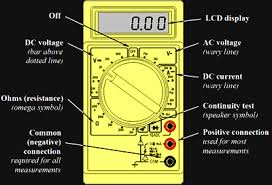 Off
0.00
LCD display
DC voltage
(bar above
dotted line)
AC voltage
(wavy line)
DC current
(wavy line)
Ohms (resistance)
(omega symbol)
Continuity test
(speaker symbol)
Common
(negative)
connection
required for all
measurements
Positive connection
used for most
measurements
COM